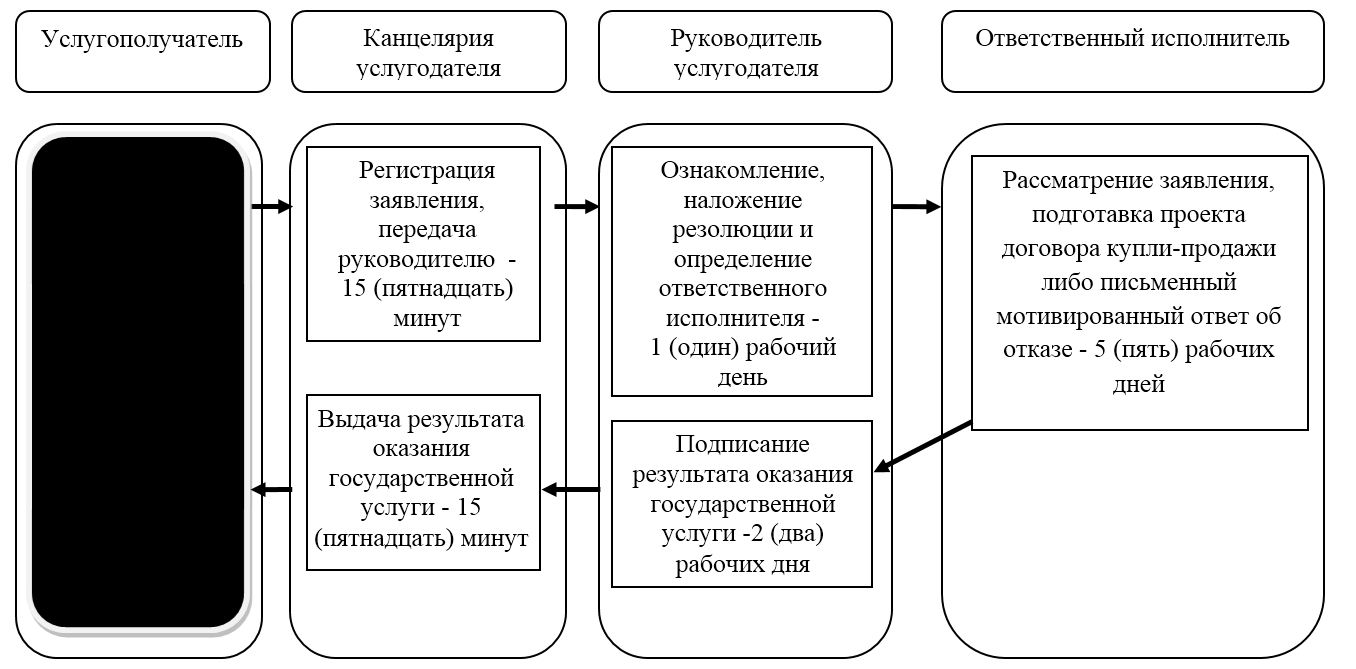 Услугополучатель
Канцелярия
услугодателя
Руководитель
услугодателя
Ответственный исполнитель
Регистрация
заявления,
передача
руководителю -
15 (пятнадцать)
минут
Ознакомление,
наложение
резолюции и
определение
ответственного
исполнителя -
1 (один) рабочий
день
Рассматрение заявления,
подготавка проекта
договора купли-продажи
либо письменный
мотивированный ответ об
отказе - 5 (пять) рабочих
дней
Выдача результата
оказания
государственной
услуги - 15
(пятнадцать) минут
Подписание
результата оказания
государственной
услуги -2 (два)
рабочих дня